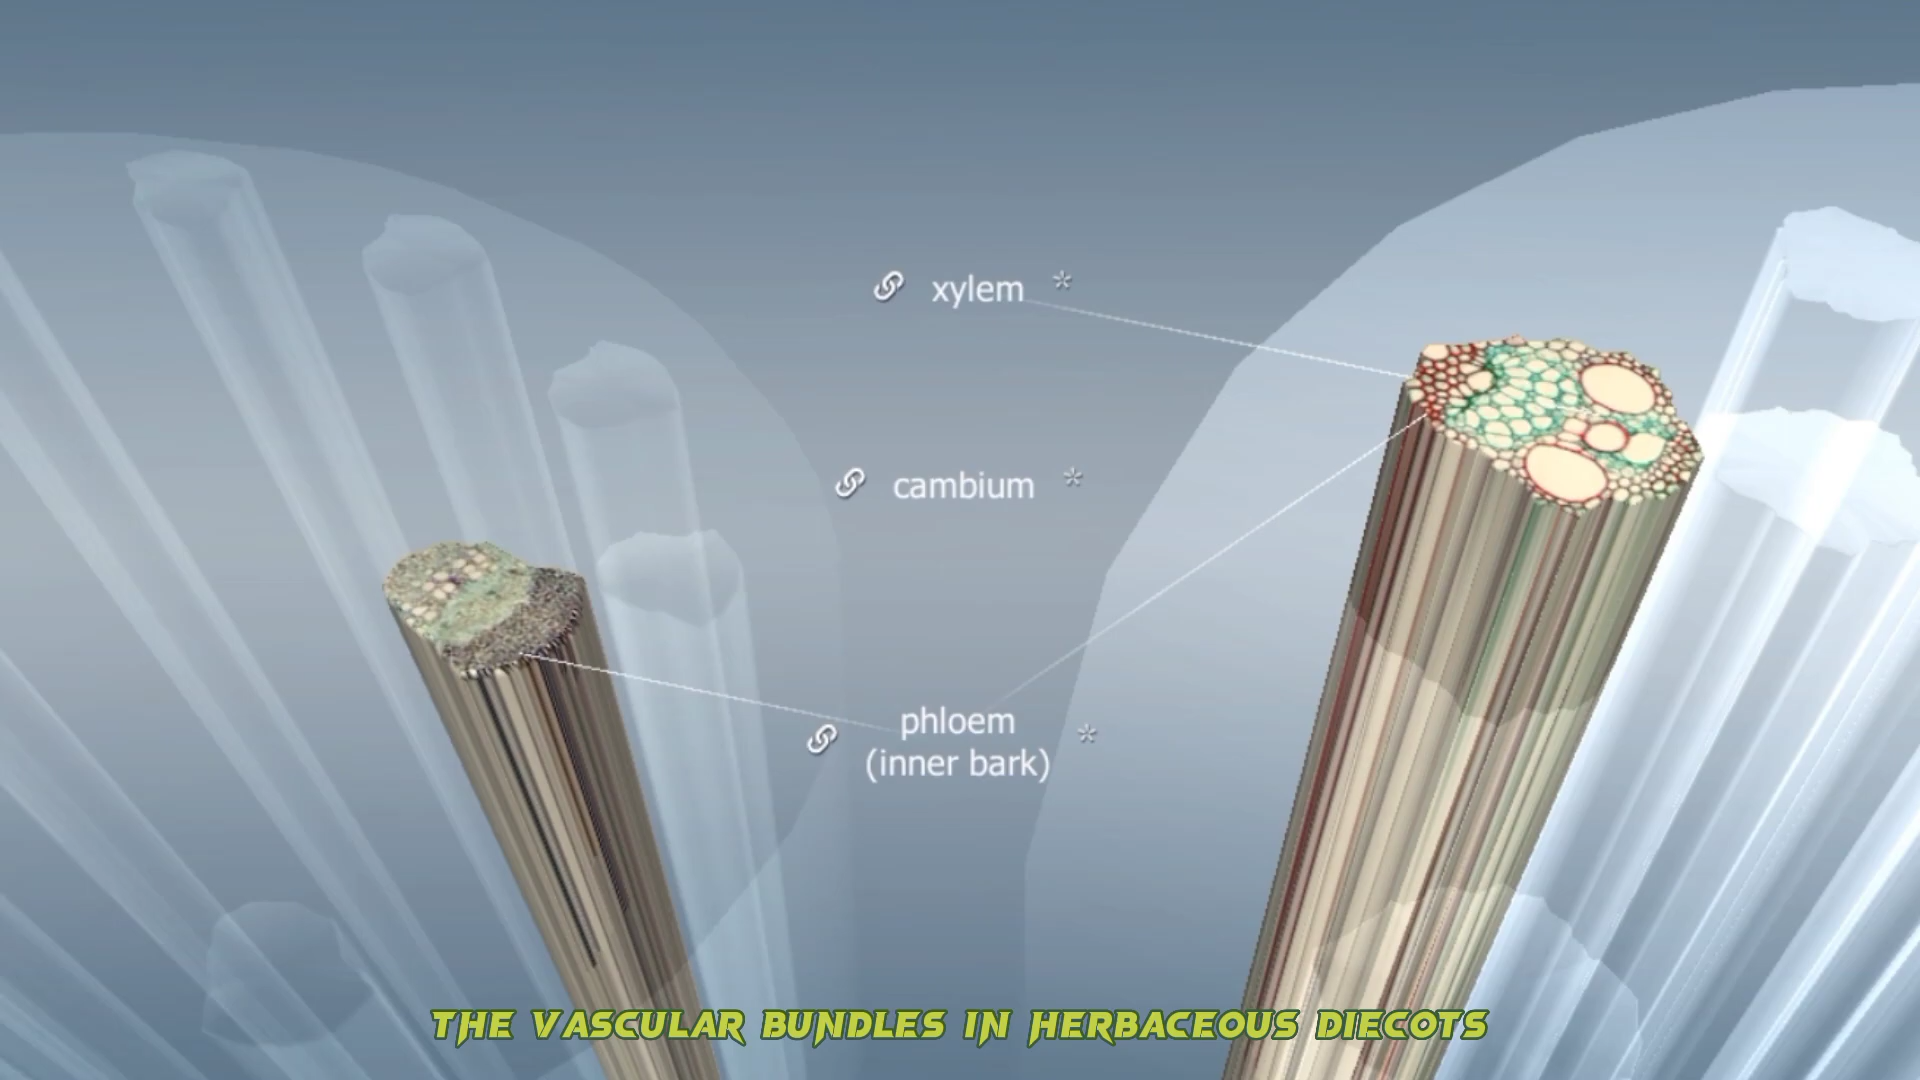 xylem *
cambium *
phloem *
(inner bark)
THE VASCULAR BUNDLES IN HERBACEOUS DIECOTS